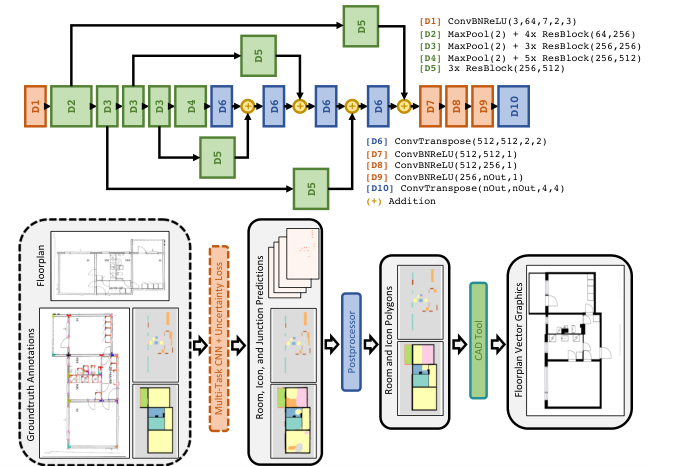 D5
[D1] ConvBNReLU(3,64,7,2,3)
[D2] MaxPool(2) + 4x ResBlock(64,256)
[D3] MaxPool(2) + 3x ResBlock(256,256)
[D4] MaxPool(2) + 5x ResBlock(256,512)
[D5] 3x ResBlock(256,512)
D5
D1 D2 D3 D3 D3 D4 D6 + D6 + D6 + D6 + D7 D8 D9 D10
D5
D5
[D6] ConvTranspose(512,512,2,2)
[D7] ConvBNReLU(512,512,1)
[D8] ConvBNReLU(512,256,1)
[D9] ConvBNReLU(256,nOut,1)
[D10] ConvTranspose(nOut,nOut,4,4)
(+) Addition
Floorplan
Groundtruth Annotations
Multi-Task CNN + Uncertainty Loss
Room, Icon, and Junction Predictions
Postprocessor
Room and Icon Polygons
CAD Tool
Floorplan Vector Graphics